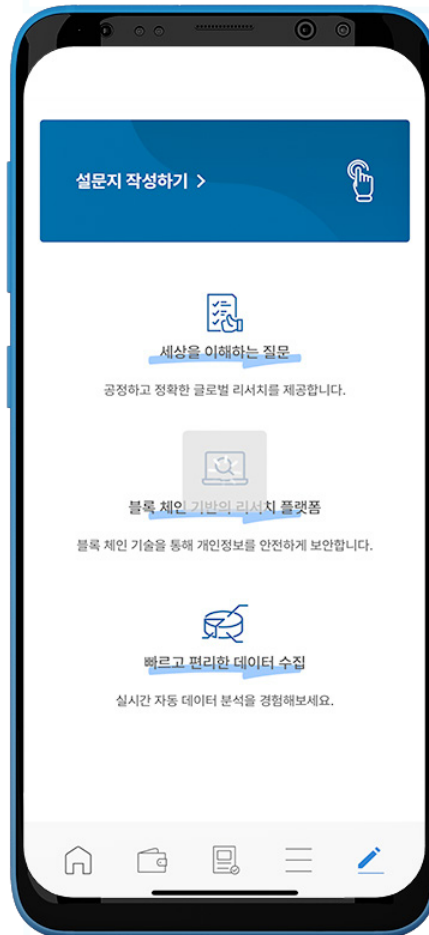 설문지 작성하기 >
세상을 이해하는 질문
공정하고 정확한 글로벌 리서치를 제공합니다.
블록 체인 기반의 리서치 플랫폼
블록 체인 기술을 통해 개인정보를 안전하게 보안합니다.
빠르고 편리한 데이터 수집
실시간 자동 데이터 분석을 경험해보세요.